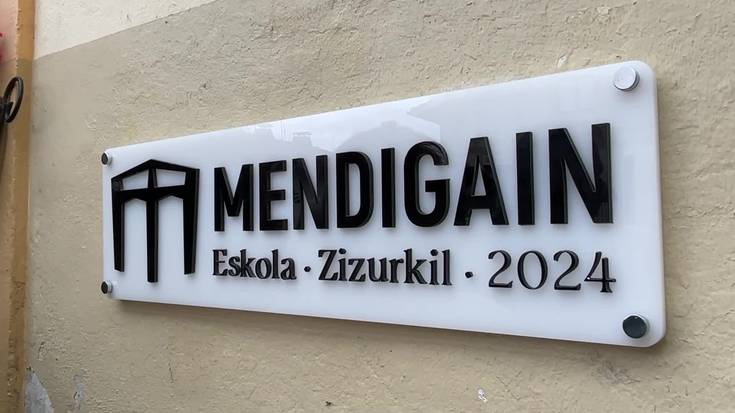 MENDIGAIN
Eskola · Zizurkil · 2024